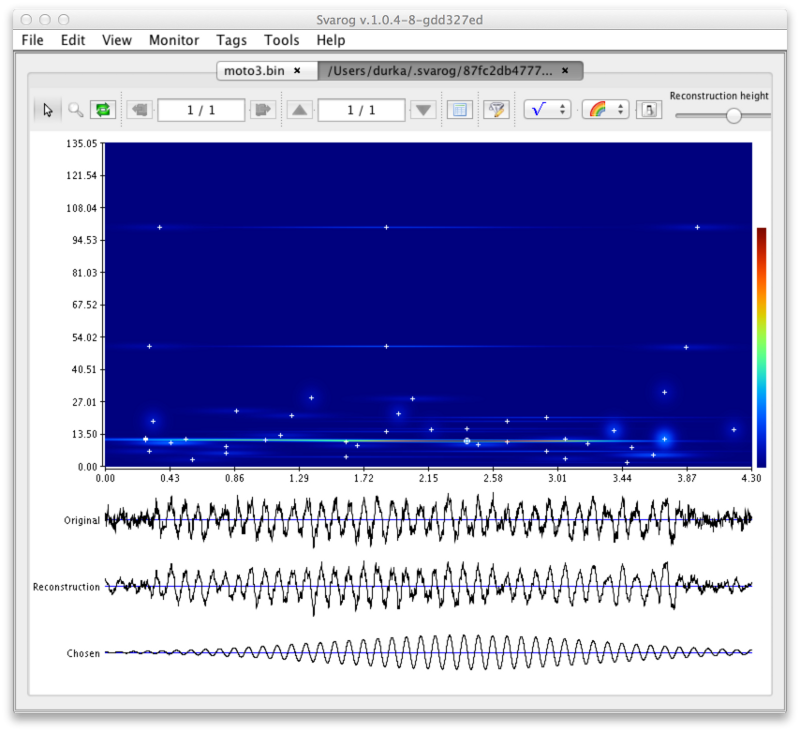 Svarog v.1.0.4-8-gdd327ed
File Edit View Monitor Tags Tools Help
moto3.bin × /Users/durka/.svarog/87fc2db4777... ×
1 / 1 1 / 1 √ Reconstruction height
135.05
121.54
108.04
94.53
81.03
67.52
54.02
40.51
27.01
13.50
0.00
0.00 0.43 0.86 1.29 1.72 2.15 2.58 3.01 3.44 3.87 4.30
Original
Reconstruction
Chosen